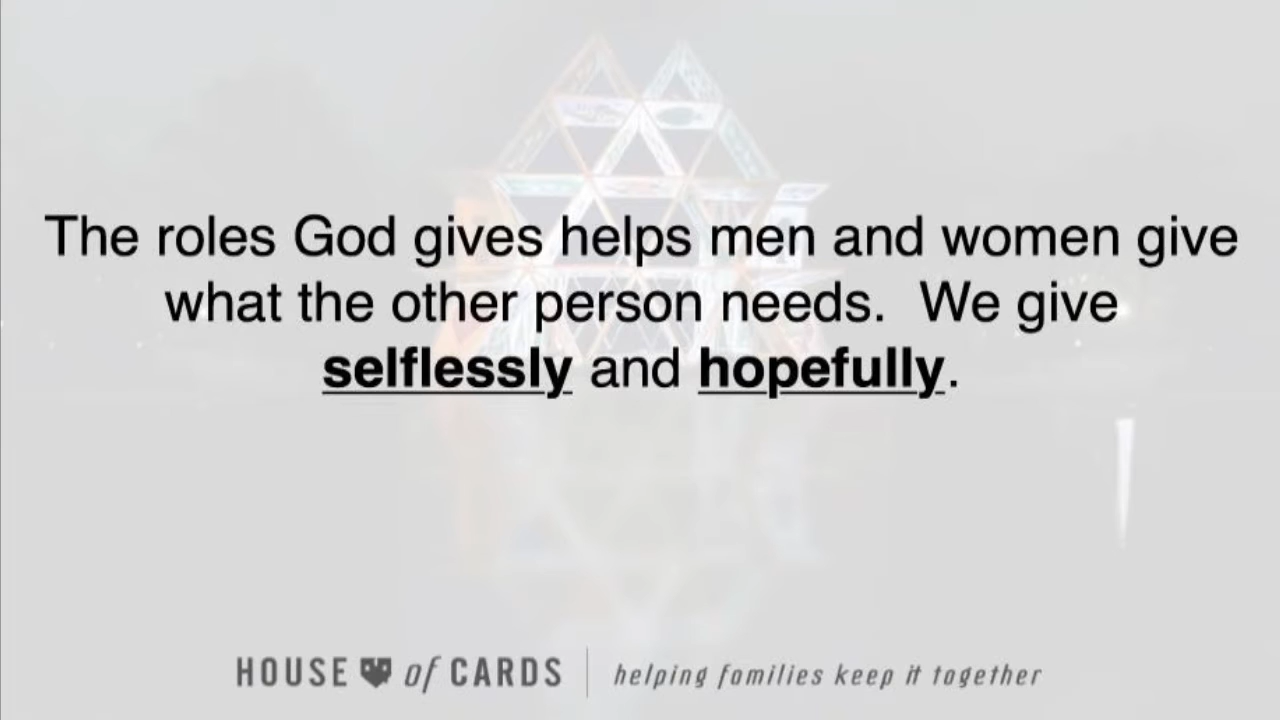 The roles God gives helps men and women give
what the other person needs.  We give
selflessly and hopefully.
HOUSE of CARDS | helping families keep it together